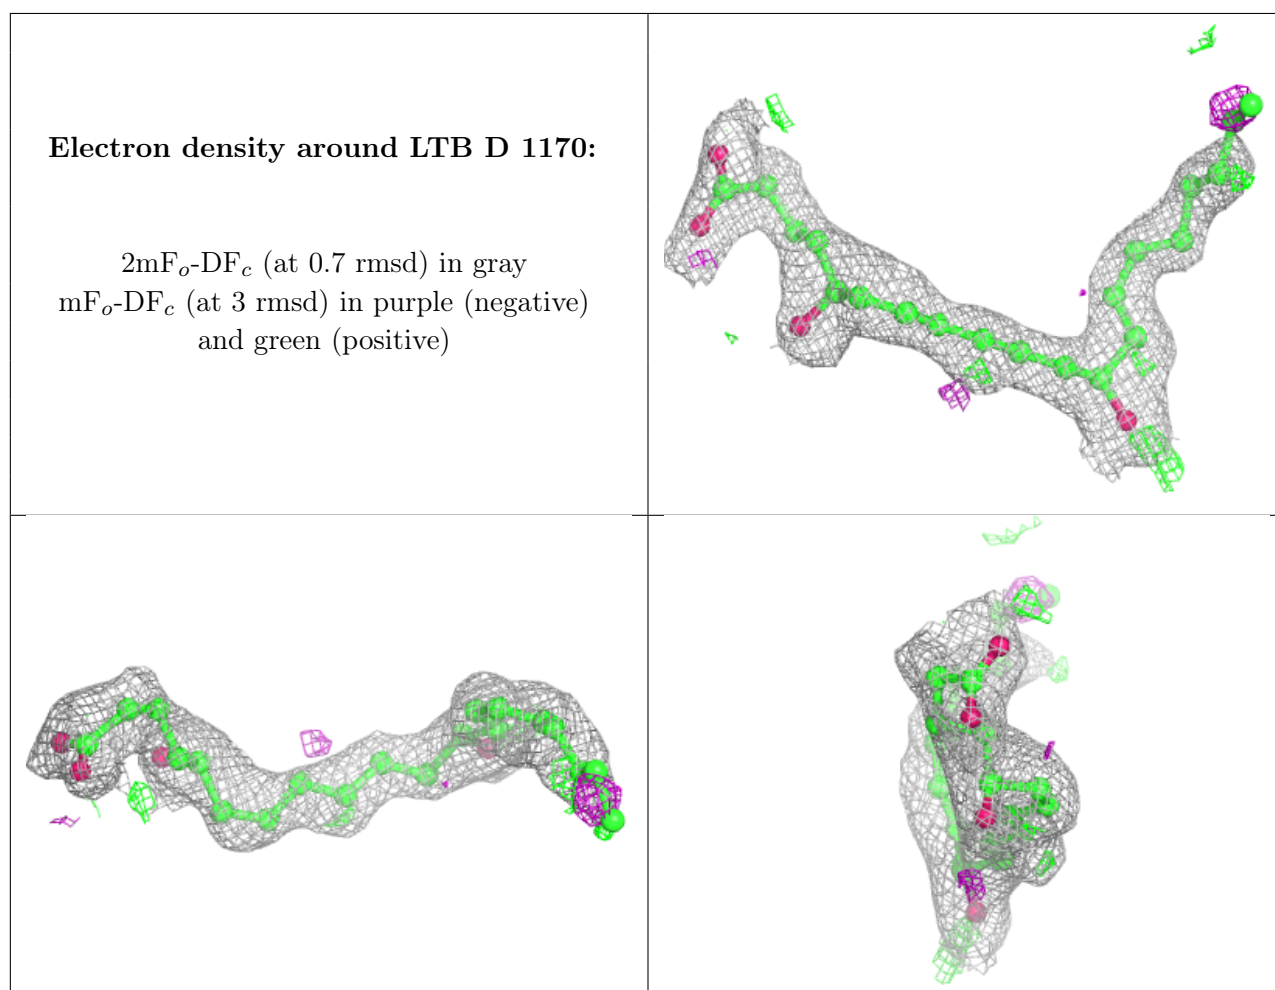 Electron density around LTB D 1170:
2mFo-DFc (at 0.7 rmsd) in gray
mFo-DFc (at 3 rmsd) in purple (negative)
and green (positive)